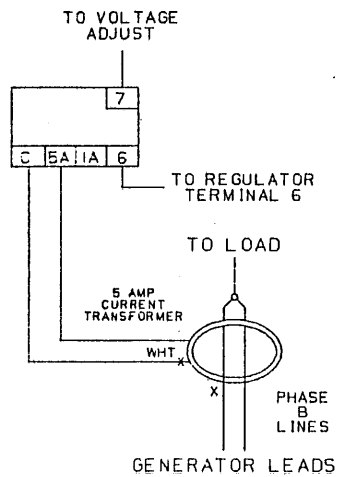 TO VOLTAGE
ADJUST
7
C 5A 1A 6
TO REGULATOR
TERMINAL 6
TO LOAD
5 AMP
CURRENT
TRANSFORMER
WHT X
X
PHASE
B
LINES
GENERATOR LEADS